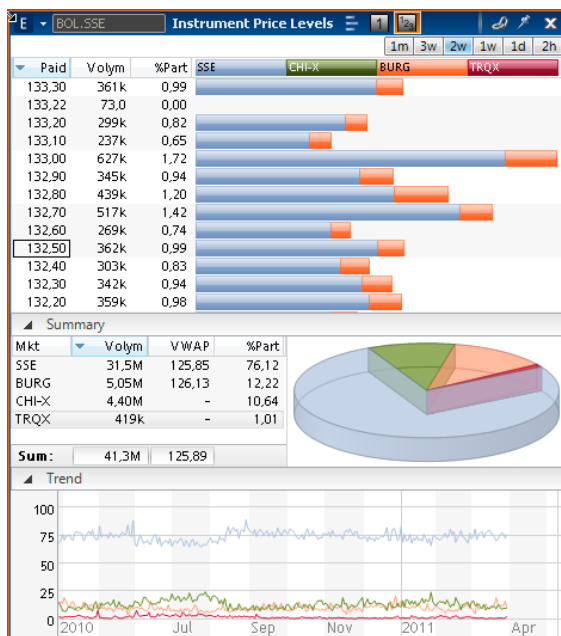 E BOL.SSE Instrument Price Levels 1 123
1m 3w 2w 1w 1d 2h
Paid Volym %Part SSE CHI-X BURG TRQX
133,30 361k 0,99
133,22 73,0 0,00
133,20 299k 0,82
133,10 237k 0,65
133,00 627k 1,72
132,90 345k 0,94
132,80 439k 1,20
132,70 517k 1,42
132,60 269k 0,74
132,50 362k 0,99
132,40 303k 0,83
132,30 342k 0,94
132,20 359k 0,98
Summary
Mkt Volym VWAP %Part
SSE 31,5M 125,85 76,12
BURG 5,05M 126,13 12,22
CHI-X 4,40M - 10,64
TRQX 419k - 1,01
Sum: 41,3M 125,89
Trend
100
75
50
25
0
2010 Jul Sep Nov 2011 Apr